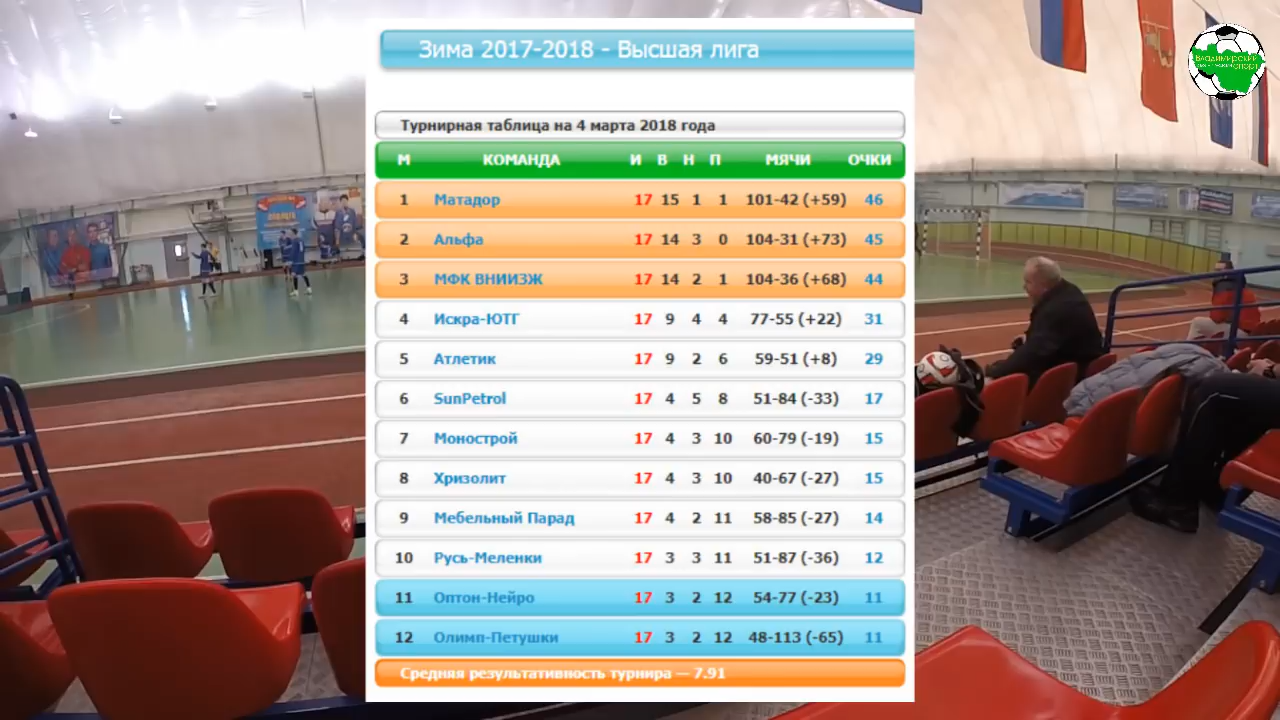 Зима 2017-2018 - Высшая лига
Турнирная таблица на 4 марта 2018 года
М КОМАНДА И В Н П МЯЧИ ОЧКИ
1 Матадор 17 15 1 1 101-42 (+59) 46
2 Альфа 17 14 3 0 104-31 (+73) 45
3 МФК ВНИИЗЖ 17 14 2 1 104-36 (+68) 44
4 Искра-ЮТГ 17 9 4 4 77-55 (+22) 31
5 Атлетик 17 9 2 6 59-51 (+8) 29
6 SunPetrol 17 4 5 8 51-84 (-33) 17
7 Монострой 17 4 3 10 60-79 (-19) 15
8 Хризолит 17 4 3 10 40-67 (-27) 15
9 Мебельный Парад 17 4 2 11 58-85 (-27) 14
10 Русь-Меленки 17 3 3 11 51-87 (-36) 12
11 Оптон-Нейро 17 3 2 12 54-77 (-23) 11
12 Олимп-Петушки 17 3 2 12 48-113 (-65) 11
Средняя результативность турнира — 7.91
Владимирский
спорт